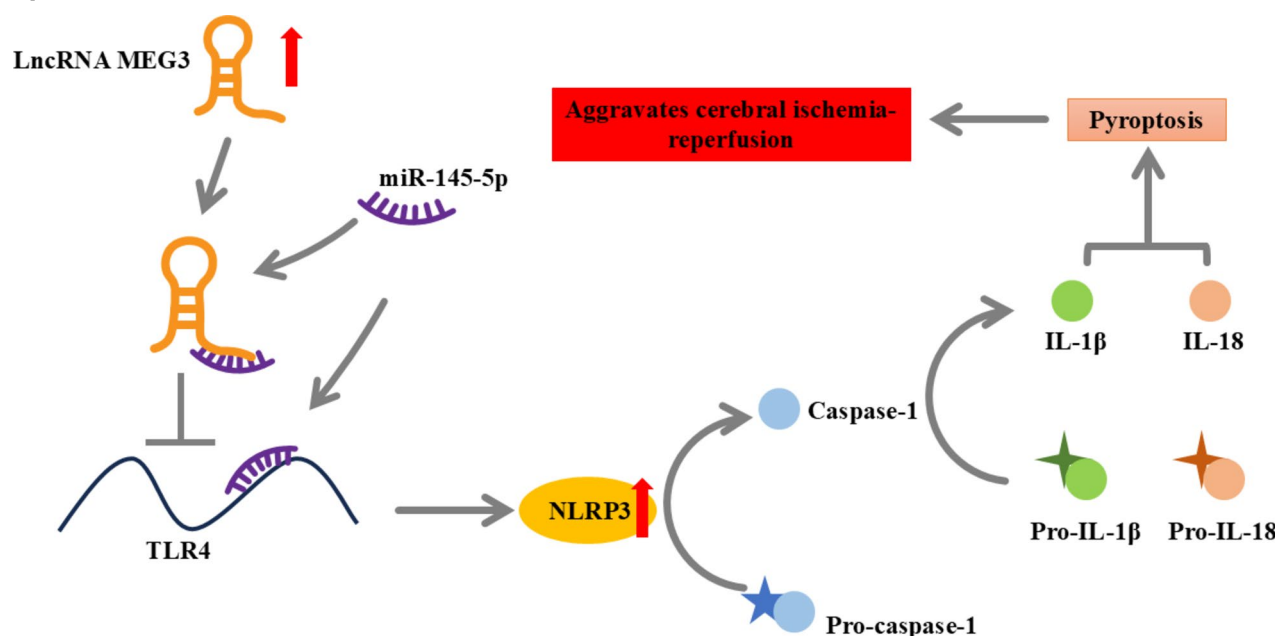 LncRNA MEG3
miR-145-5p
TLR4
NLRP3
Pro-caspase-1
Caspase-1
Pro-IL-1β
Pro-IL-18
IL-1β
IL-18
Pyroptosis
Aggravates cerebral ischemia-
reperfusion